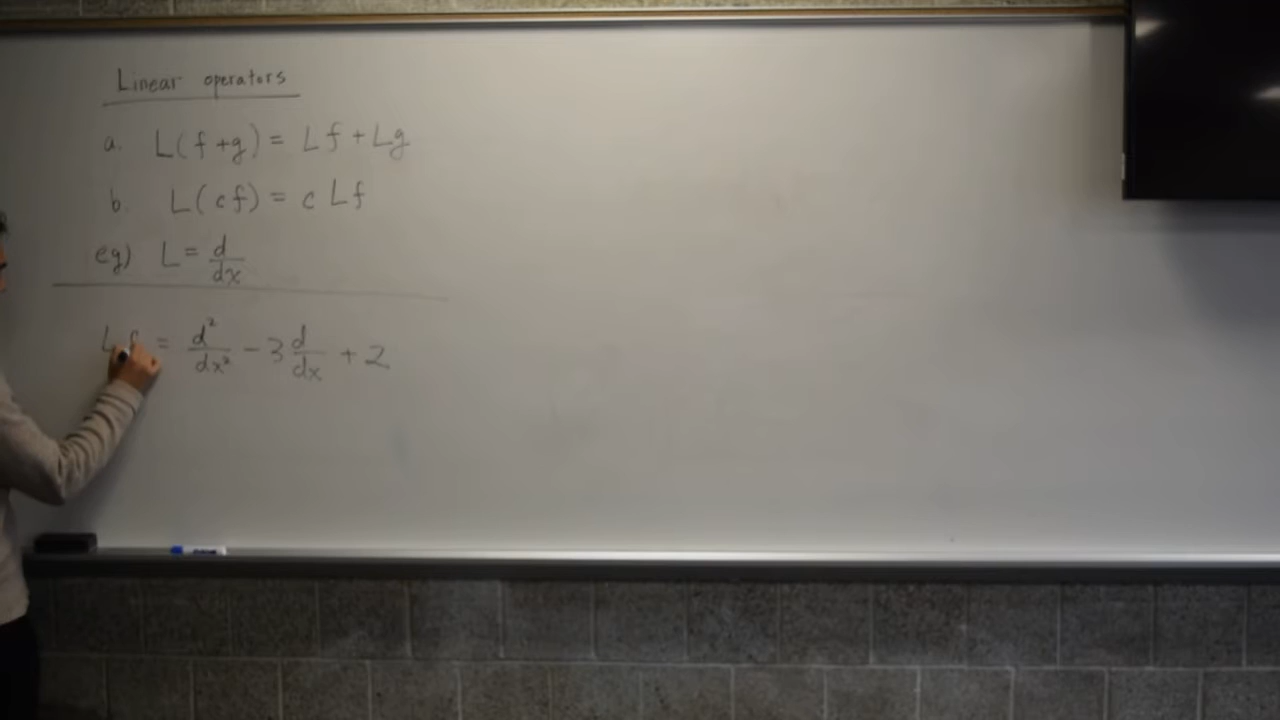 Linear operators
a. L(f+g) = Lf + Lg
b. L(cf) = c Lf
eg) L = d/dx
L = d²/dx² - 3 d/dx + 2